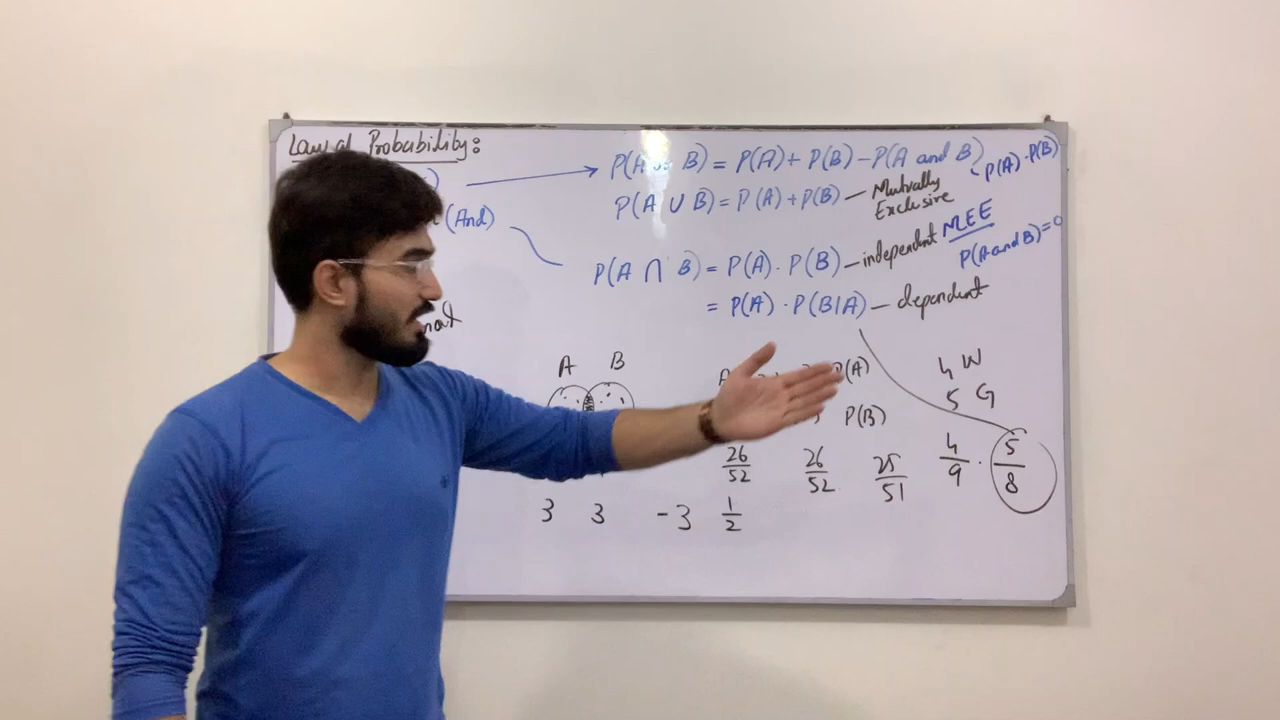 Law of Probability:
P(A or B) = P(A) + P(B) - P(A and B)
P(A) · P(B)
P(A ∪ B) = P(A) + P(B) — Mutually Exclusive
(And)
MEE
P(A and B) = 0
P(A ∩ B) = P(A) · P(B) — independent
= P(A) · P(B|A) — dependent
A B
P(A)
P(B)
4 W
5 G
26/52 26/52 25/51 4/9 · 5/8
3 3 -3 1/2